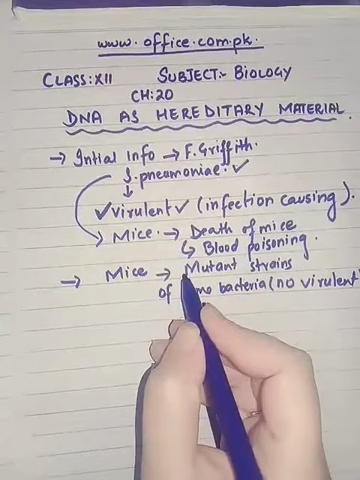 www.office.com.pk.
CLASS:XII SUBJECT:- BIOLOGY
CH:20
DNA AS HEREDITARY MATERIAL.
→ Intial Info → F. Griffith.
S. pneumoniae. ✓
↓
✓ virulent ✓ (infection causing).
→ Mice. → Death of mice
↳ Blood poisoning.
→ Mice → Mutant strains
of bacteria (no virulent